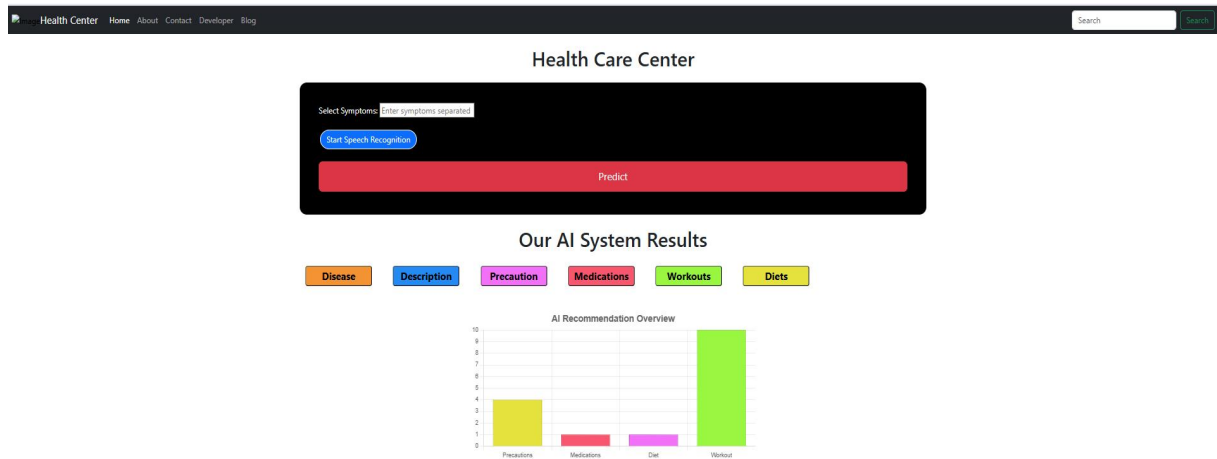 Health Center Home About Contact Developer Blog Search Search
Health Care Center
Select Symptoms: Enter symptoms separated
Start Speech Recognition
Predict
Our AI System Results
Disease Description Precaution Medications Workouts Diets
AI Recommendation Overview
10
9
8
7
6
5
4
3
2
1
0
Precautions Medications Diet Workout